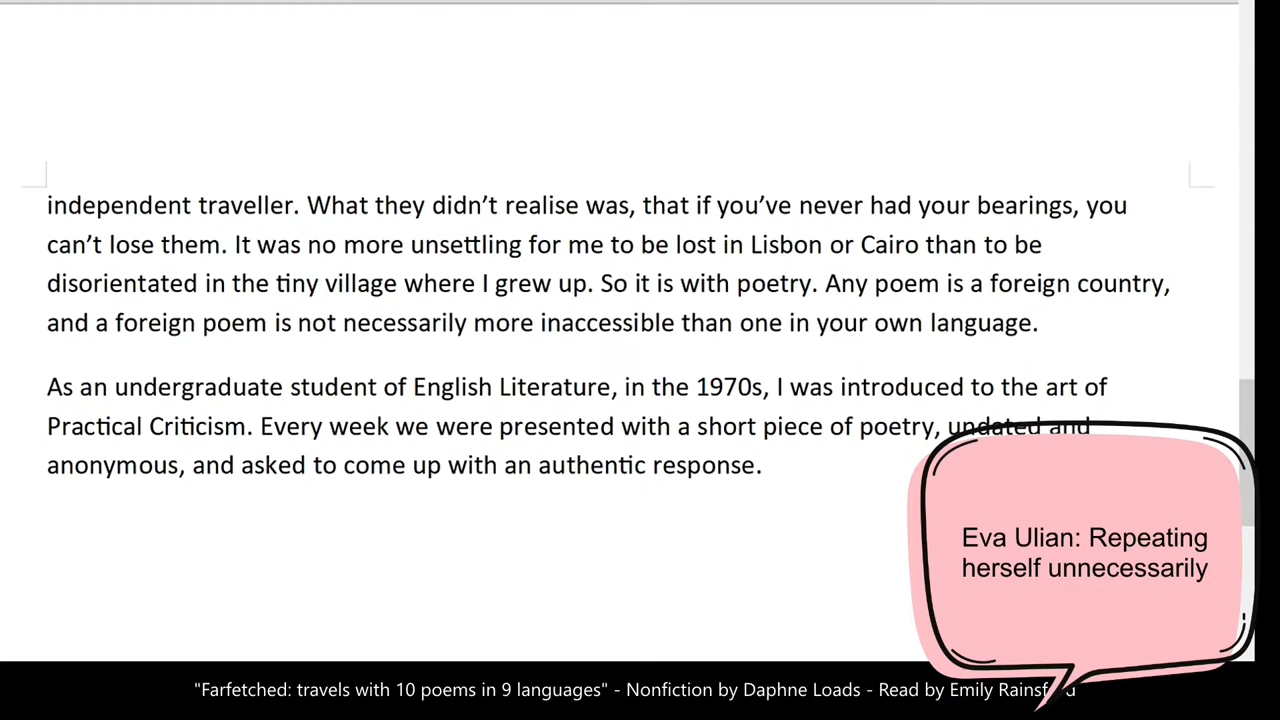 independent traveller. What they didn’t realise was, that if you’ve never had your bearings, you
can’t lose them. It was no more unsettling for me to be lost in Lisbon or Cairo than to be
disorientated in the tiny village where I grew up. So it is with poetry. Any poem is a foreign country,
and a foreign poem is not necessarily more inaccessible than one in your own language.
As an undergraduate student of English Literature, in the 1970s, I was introduced to the art of
Practical Criticism. Every week we were presented with a short piece of poetry, undated and
anonymous, and asked to come up with an authentic response.
Eva Ulian: Repeating
herself unnecessarily
"Farfetched: travels with 10 poems in 9 languages" - Nonfiction by Daphne Loads - Read by Emily Rainsford